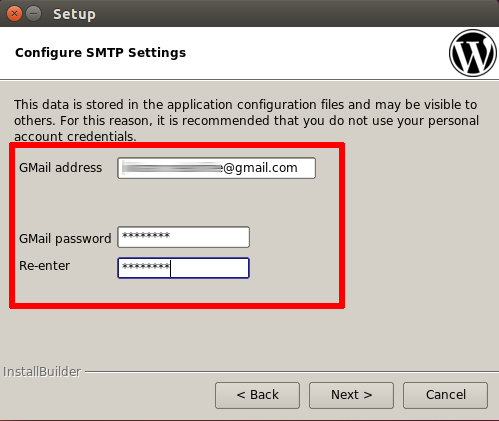 Setup
Configure SMTP Settings
This data is stored in the application configuration files and may be visible to
others. For this reason, it is recommended that you do not use your personal
account credentials.
GMail address
e@gmail.com
GMail password
********
Re-enter
********
InstallBuilder
< Back
Next >
Cancel